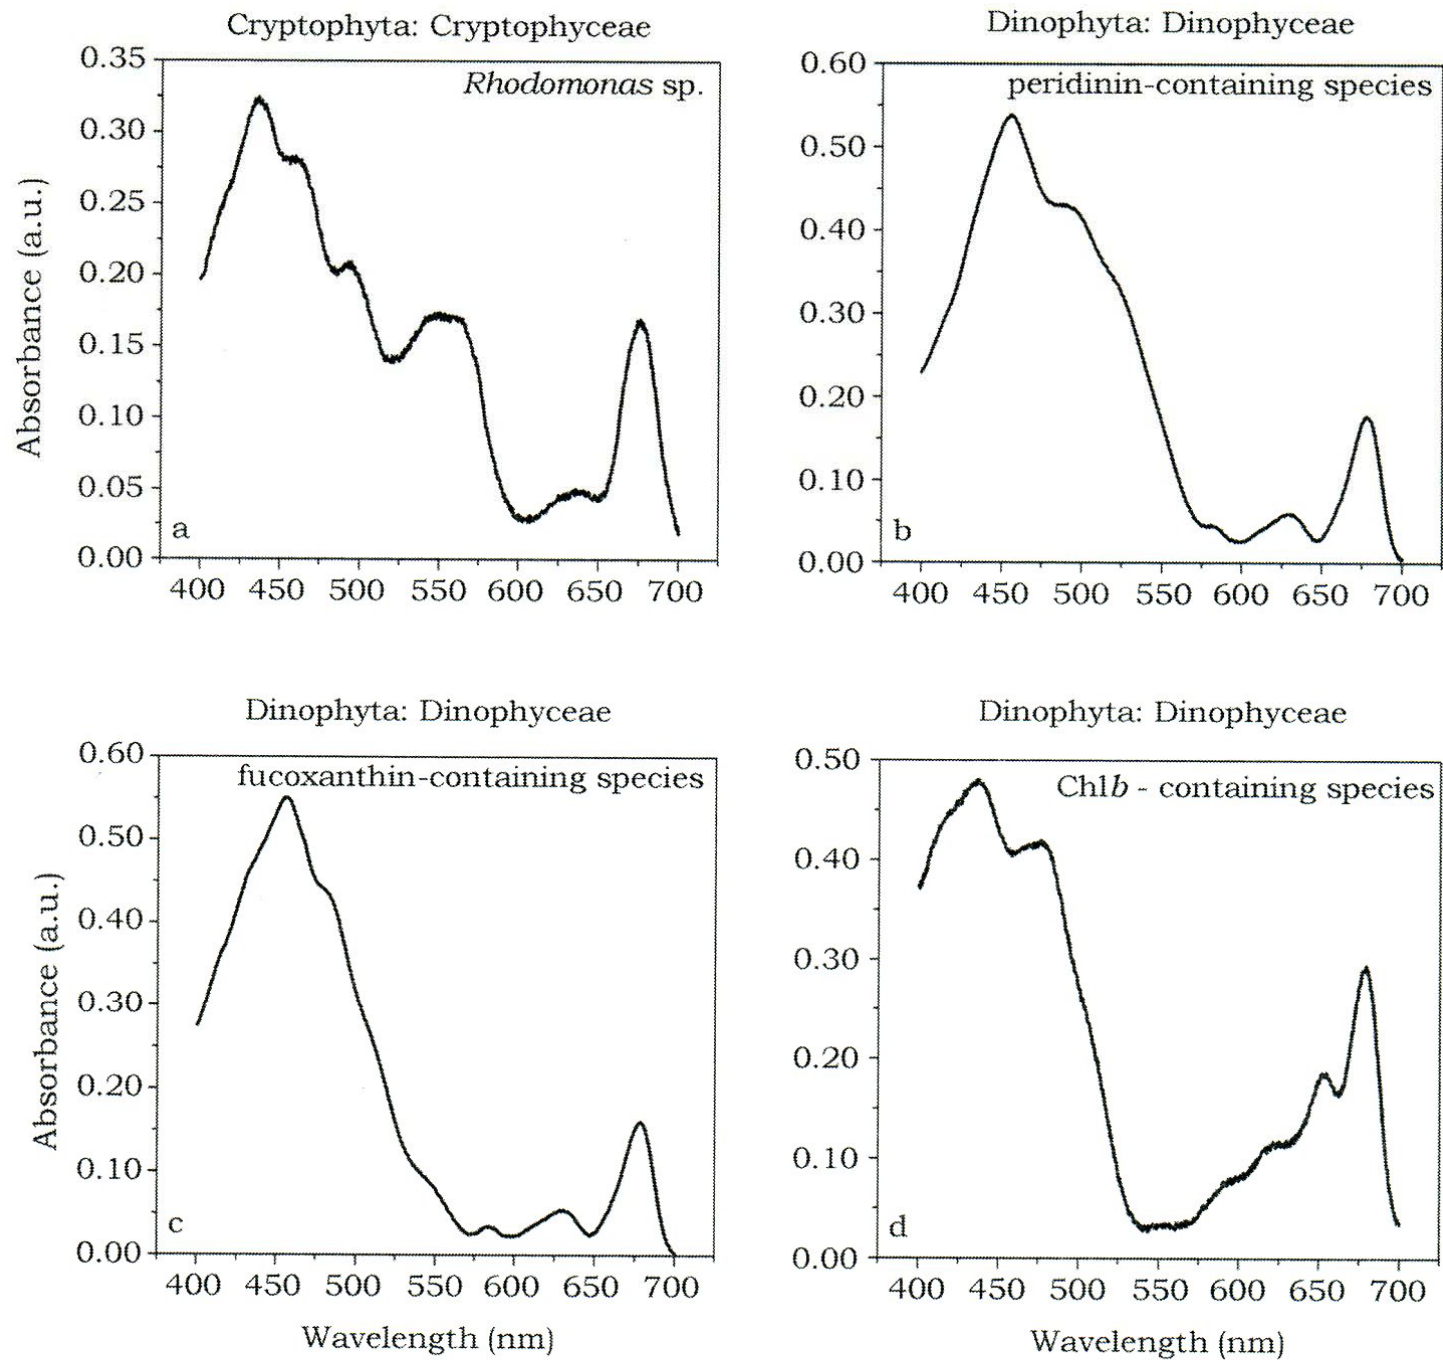 Cryptophyta: Cryptophyceae
Rhodomonas sp.
Absorbance (a.u.)
0.35
0.30
0.25
0.20
0.15
0.10
0.05
0.00
a
400 450 500 550 600 650 700
Dinophyta: Dinophyceae
peridinin-containing species
0.60
0.50
0.40
0.30
0.20
0.10
0.00
b
400 450 500 550 600 650 700
Dinophyta: Dinophyceae
fucoxanthin-containing species
Absorbance (a.u.)
0.60
0.50
0.40
0.30
0.20
0.10
0.00
c
400 450 500 550 600 650 700
Wavelength (nm)
Dinophyta: Dinophyceae
Chlb - containing species
0.50
0.40
0.30
0.20
0.10
0.00
d
400 450 500 550 600 650 700
Wavelength (nm)